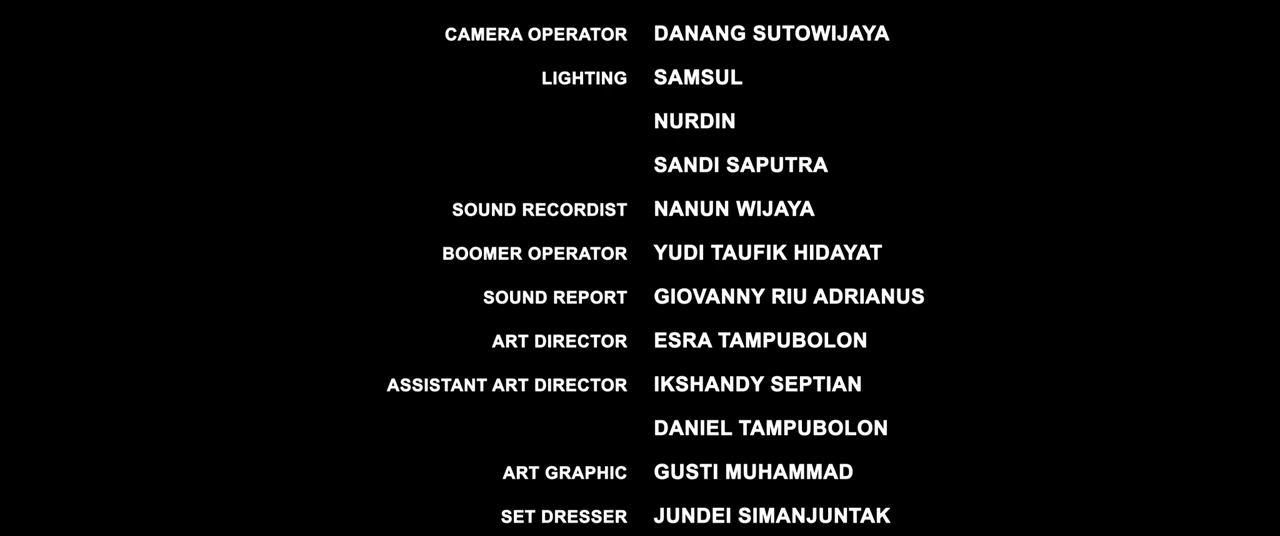 CAMERA OPERATOR DANANG SUTOWIJAYA
LIGHTING SAMSUL
NURDIN
SANDI SAPUTRA
SOUND RECORDIST NANUN WIJAYA
BOOMER OPERATOR YUDI TAUFIK HIDAYAT
SOUND REPORT GIOVANNY RIU ADRIANUS
ART DIRECTOR ESRA TAMPUBOLON
ASSISTANT ART DIRECTOR IKSHANDY SEPTIAN
DANIEL TAMPUBOLON
ART GRAPHIC GUSTI MUHAMMAD
SET DRESSER JUNDEI SIMANJUNTAK